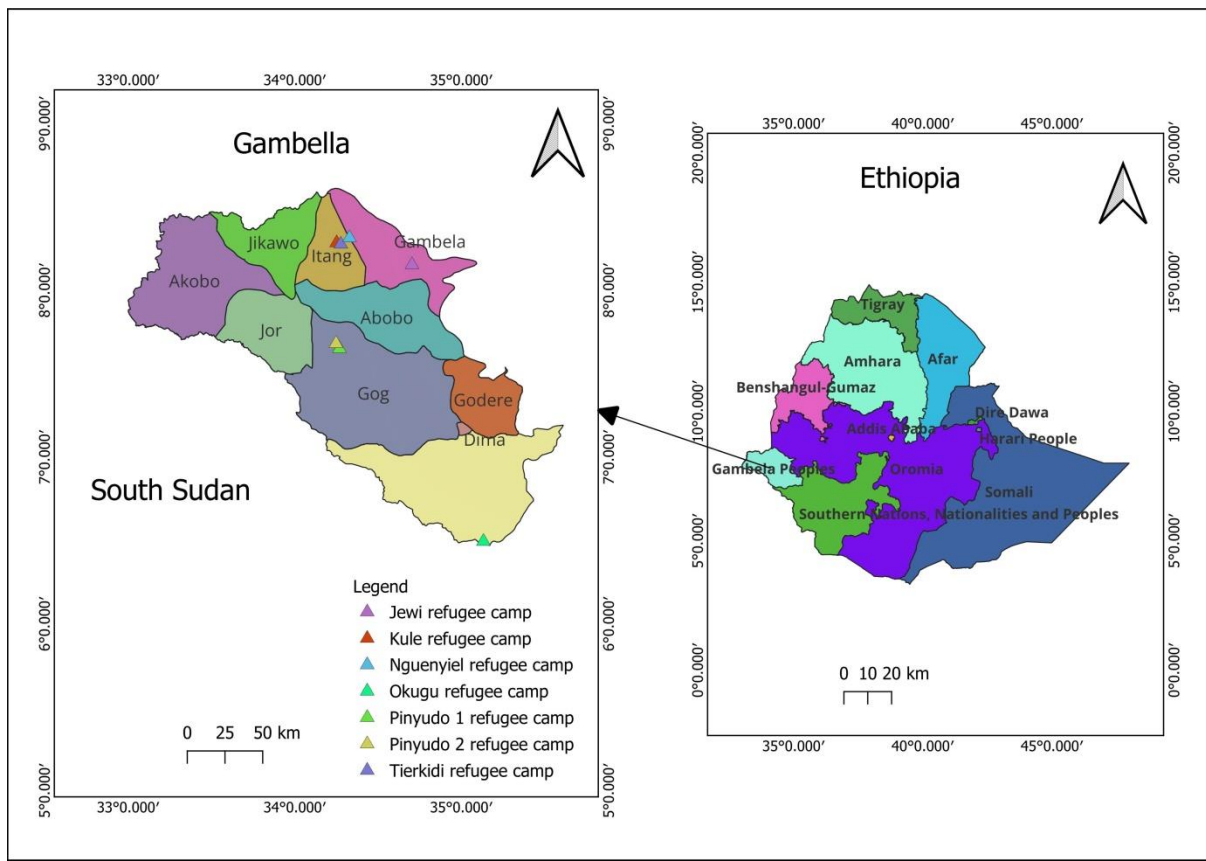 33°0.000′ 34°0.000′ 35°0.000′
9°0.000′ 9°0.000′
Gambella
Jikawo
Itang
Gambela
Akobo
8°0.000′ 8°0.000′
Jor
Abobo
Gog
Godere
Dima
7°0.000′ 7°0.000′
South Sudan
6°0.000′ 6°0.000′
Legend
Jewi refugee camp
Kule refugee camp
Nguenyiel refugee camp
Okugu refugee camp
Pinyudo 1 refugee camp
Pinyudo 2 refugee camp
Tierkidi refugee camp
0 25 50 km
5°0.000′ 5°0.000′
33°0.000′ 34°0.000′ 35°0.000′
35°0.000′ 40°0.000′ 45°0.000′
20°0.000′ 20°0.000′
Ethiopia
15°0.000′ 15°0.000′
Tigray
Amhara
Afar
Benshangul-Gumaz
10°0.000′ 10°0.000′
Dire Dawa
Addis Ababa
Harari People
Gambela Peoples
Oromia
Somali
Southern Nations, Nationalities and Peoples
5°0.000′ 5°0.000′
0°0.000′ 0°0.000′
0 10 20 km
35°0.000′ 40°0.000′ 45°0.000′